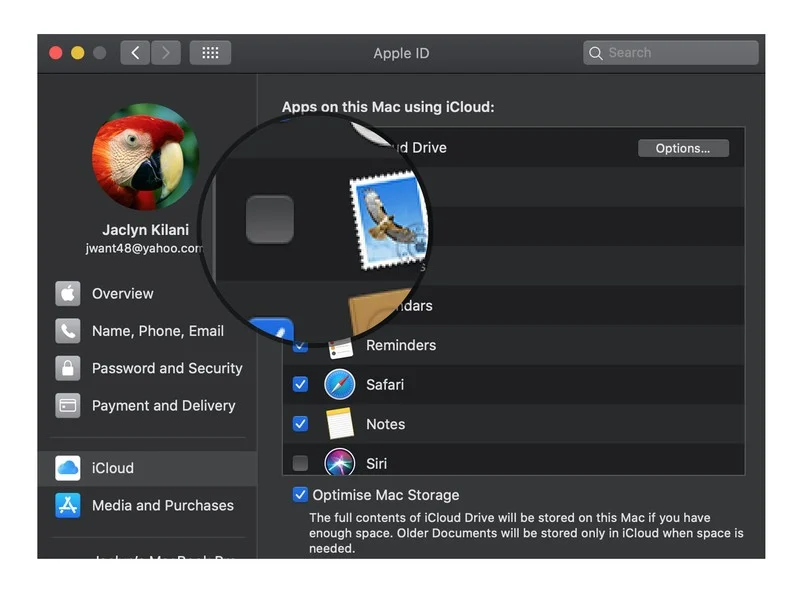 Apple ID
Search
Jaclyn Kilani
jwant48@yahoo.com
Overview
Name, Phone, Email
Password and Security
Payment and Delivery
iCloud
Media and Purchases
Apps on this Mac using iCloud:
ud Drive
Options...
s
ndars
Reminders
Safari
Notes
Siri
Optimise Mac Storage
The full contents of iCloud Drive will be stored on this Mac if you have
enough space. Older Documents will be stored only in iCloud when space is
needed.